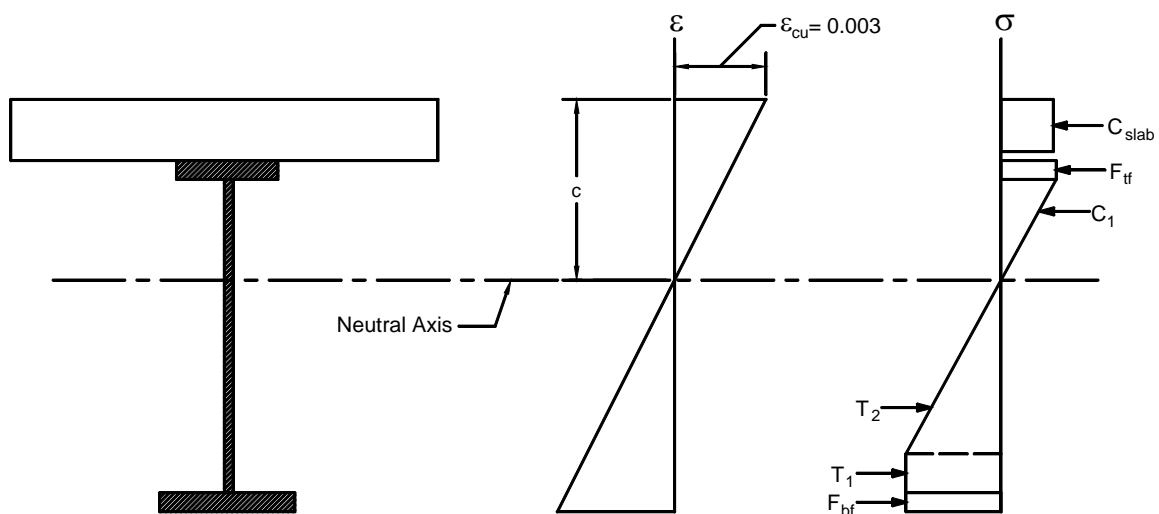 ε
ε_cu = 0.003
σ
C_slab
F_tf
c
C_1
Neutral Axis
T_2
T_1
F_bf